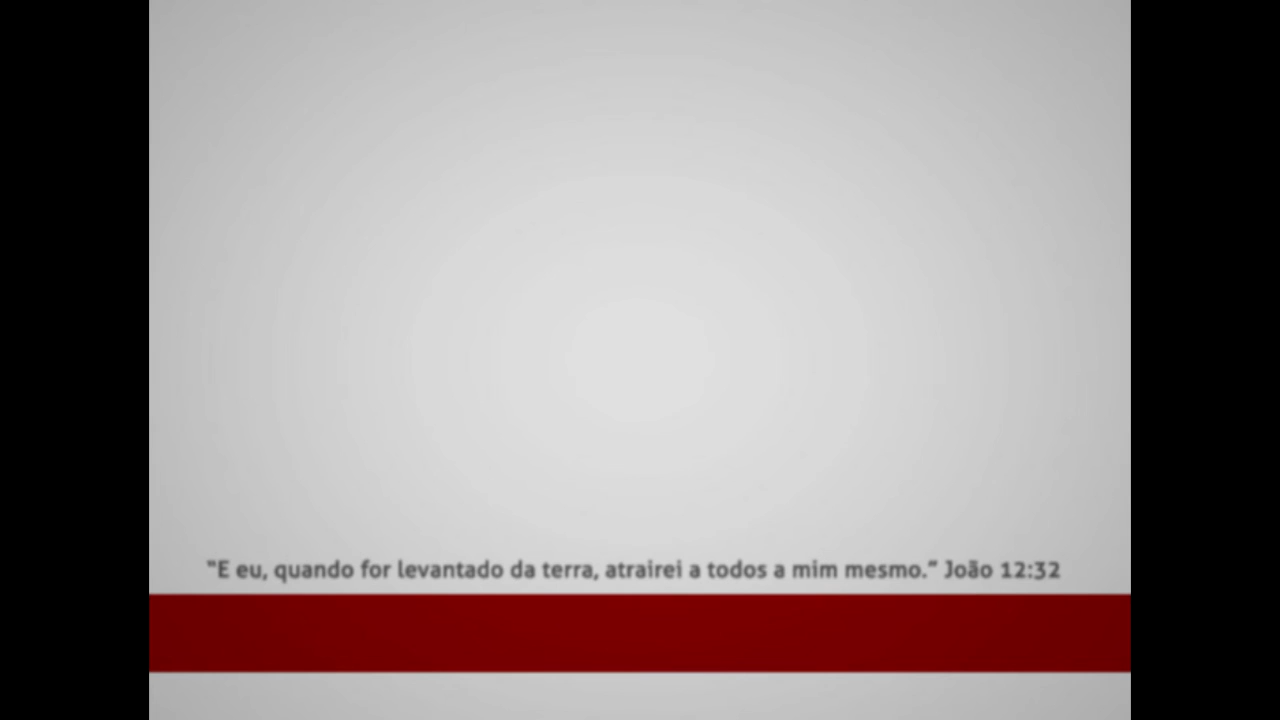 "E eu, quando for levantado da terra, atrairei a todos a mim mesmo." João 12:32